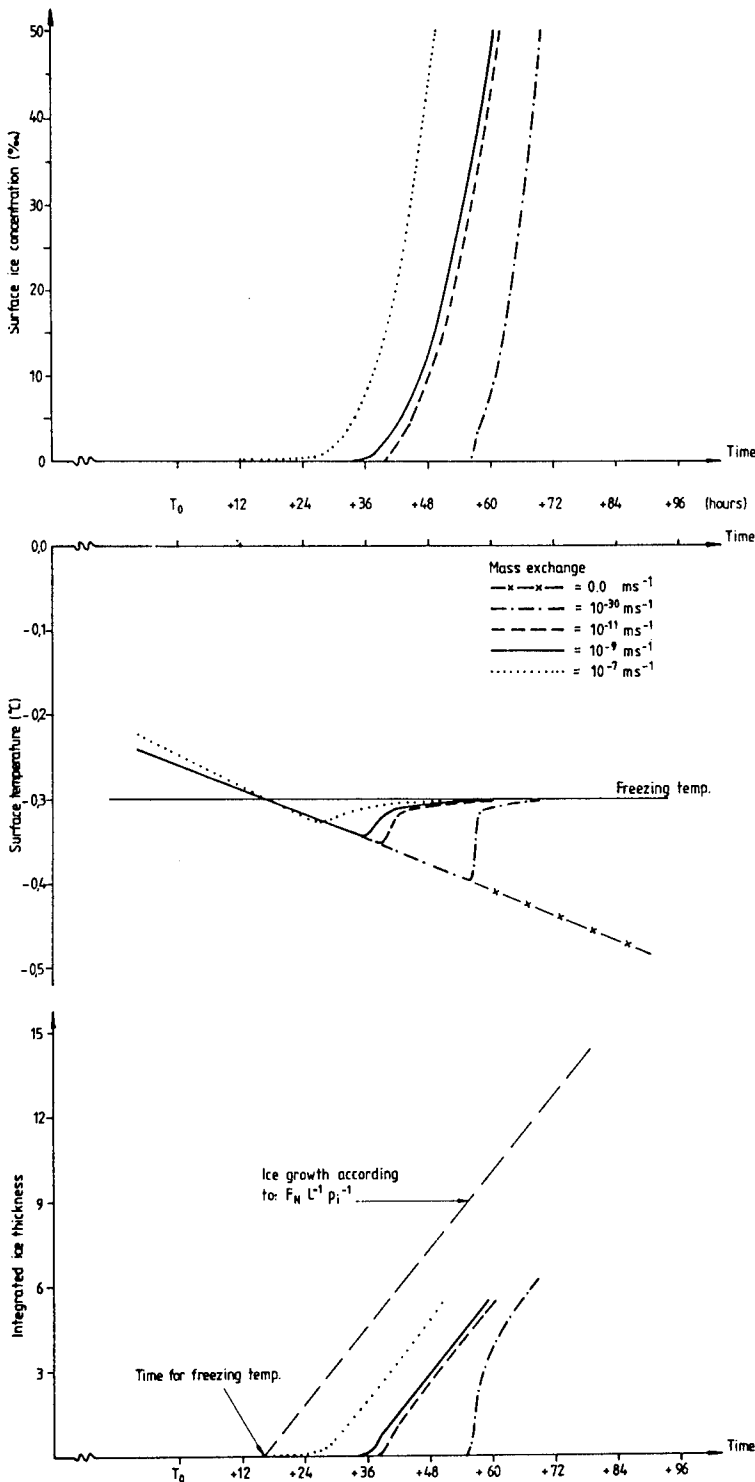 50
40
30
20
10
0
Surface ice concentration (‰)
Time
T₀ +12 +24 +36 +48 +60 +72 +84 +96 (hours)
Time
0,0
-0,1
-0,2
-0,3
-0,4
-0,5
Surface temperature (°C)
Mass exchange
= 0.0 ms⁻¹
= 10⁻³⁰ ms⁻¹
= 10⁻¹¹ ms⁻¹
= 10⁻⁹ ms⁻¹
= 10⁻⁷ ms⁻¹
Freezing temp.
15
12
9
6
3
Integrated ice thickness
Ice growth according
to: F_N L⁻¹ ρ_i⁻¹
Time for freezing temp.
Time
T₀ +12 +24 +36 +48 +60 +72 +84 +96